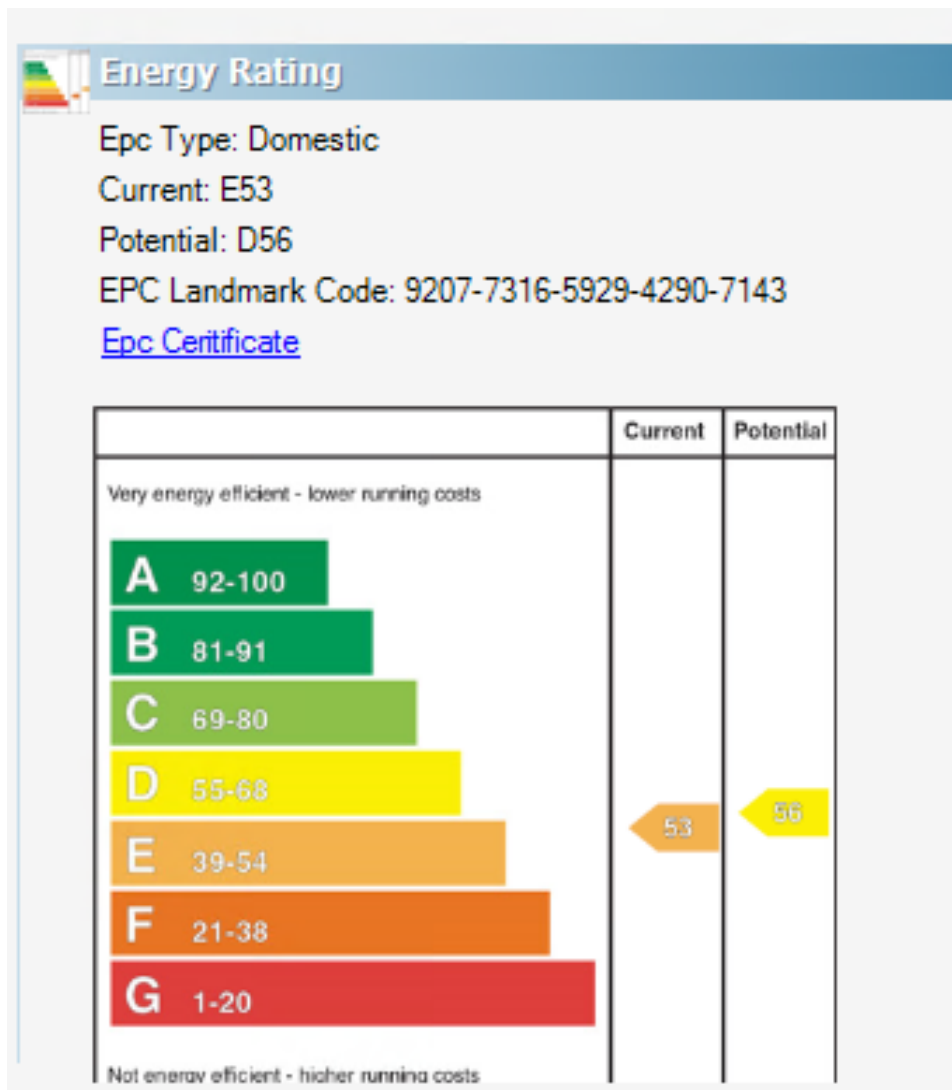 Energy Rating
Epc Type: Domestic
Current: E53
Potential: D56
EPC Landmark Code: 9207-7316-5929-4290-7143
Epc Ceritificate
Current Potential
Very energy efficient - lower running costs
A 92-100
B 81-91
C 69-80
D 55-68
E 39-54
53 56
F 21-38
G 1-20
Not energy efficient - higher running costs